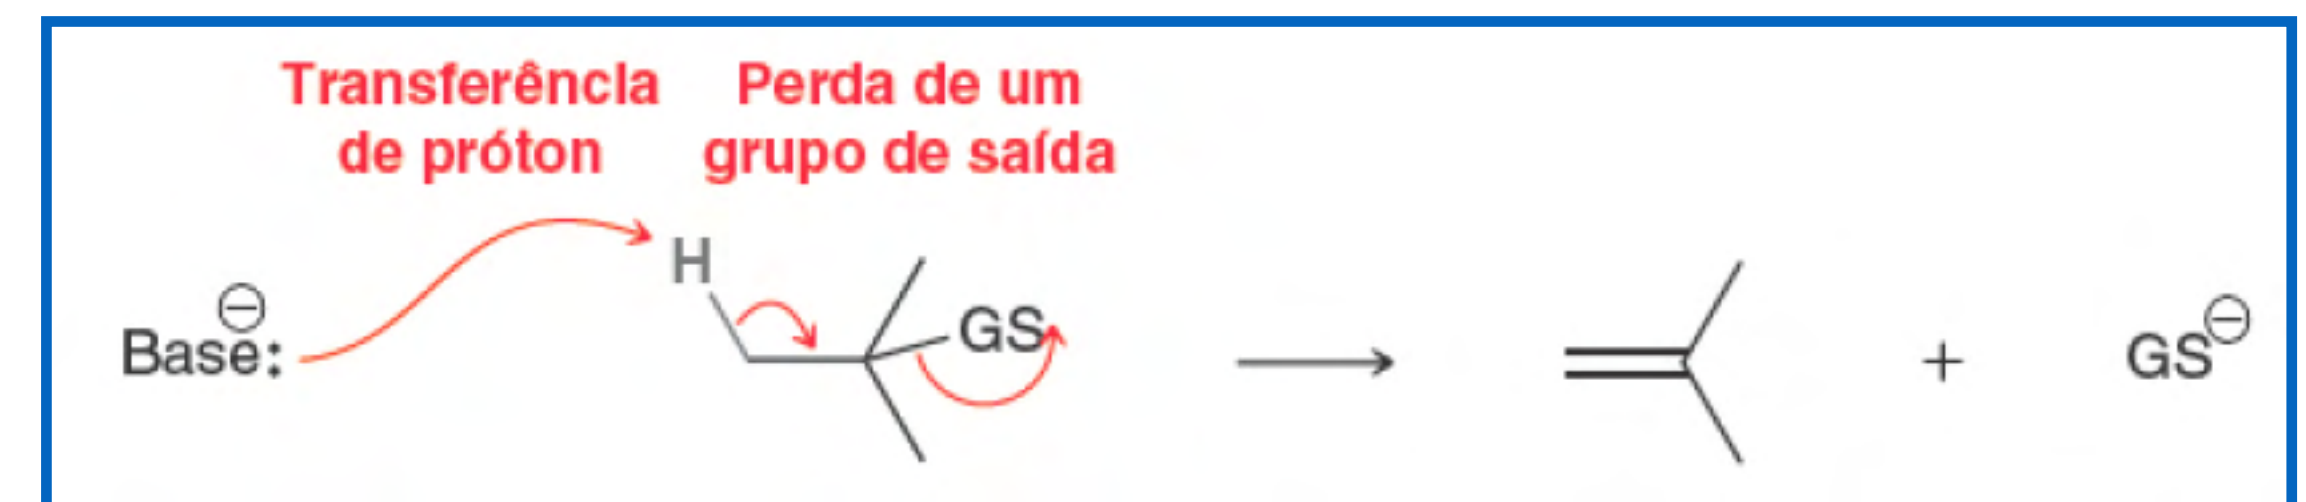 Transferência Perda de um
de próton grupo de saída
H
Base:⊖ GS + GS⊖